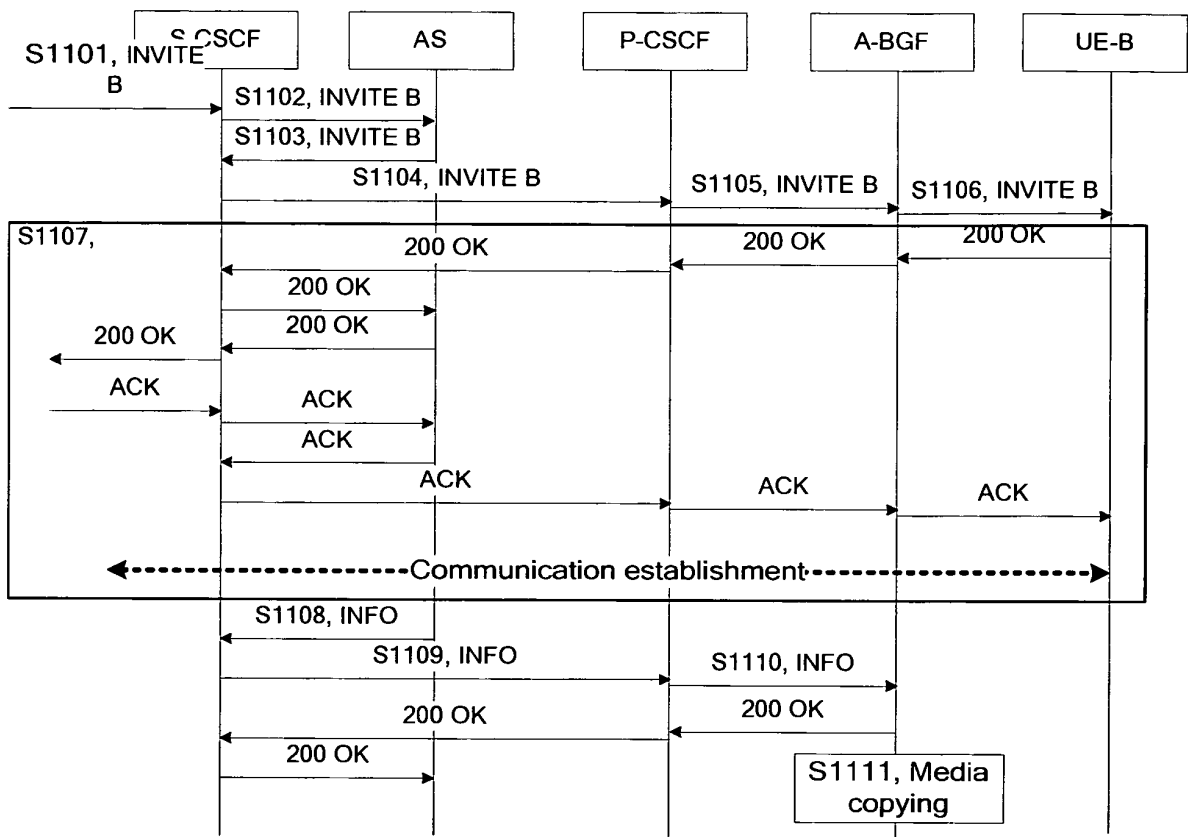 S-CSCF
AS
P-CSCF
A-BGF
UE-B
S1101, INVITE
B
S1102, INVITE B
S1103, INVITE B
S1104, INVITE B
S1105, INVITE B
S1106, INVITE B
S1107,
200 OK
200 OK
200 OK
200 OK
200 OK
200 OK
ACK
ACK
ACK
ACK
ACK
ACK
Communication establishment
S1108, INFO
S1109, INFO
S1110, INFO
200 OK
200 OK
200 OK
S1111, Media
copying